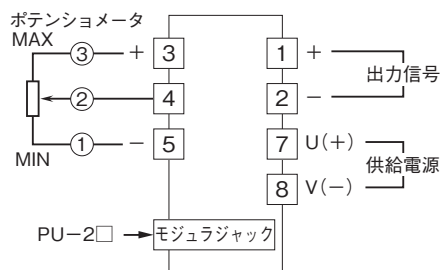 ポテンショメータ
MAX
③ + 3
② 4
① − 5
MIN
1 +
出力信号
2 −
7 U(+)
供給電源
8 V(−)
PU−2□ モジュラジャック